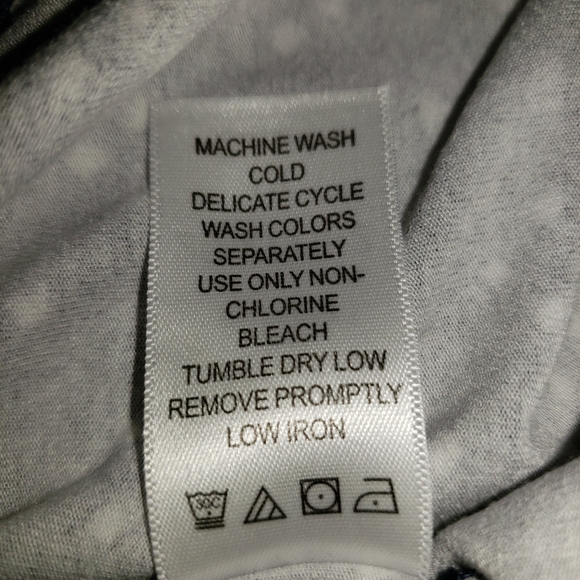 MACHINE WASH
COLD
DELICATE CYCLE
WASH COLORS
SEPARATELY
USE ONLY NON-
CHLORINE
BLEACH
TUMBLE DRY LOW
REMOVE PROMPTLY
LOW IRON
30C